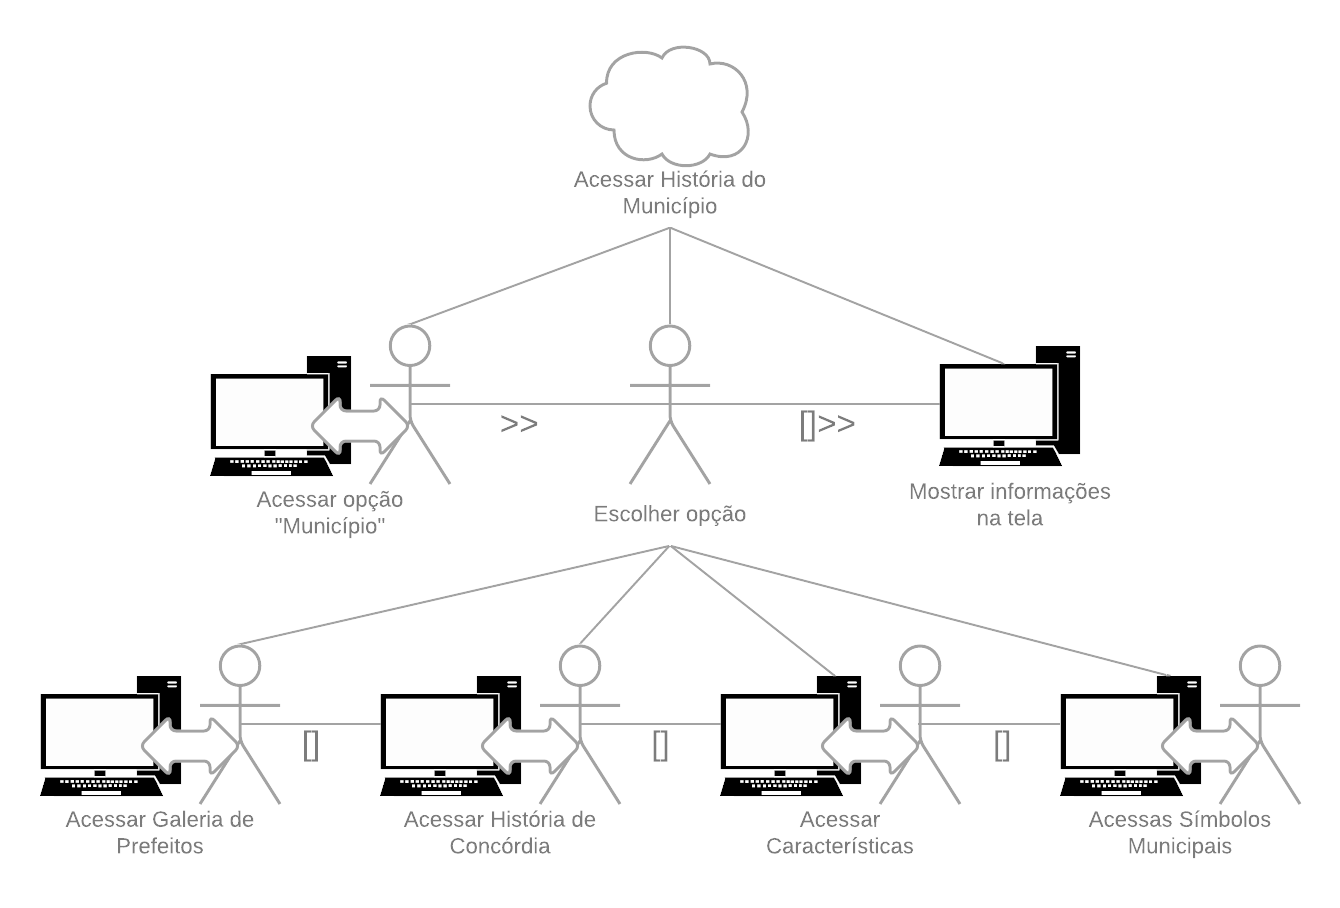 Acessar História do
Município
>>
[]>>
Acessar opção
"Município"
Escolher opção
Mostrar informações
na tela
[]
[]
[]
Acessar Galeria de
Prefeitos
Acessar História de
Concórdia
Acessar
Características
Acessas Símbolos
Municipais